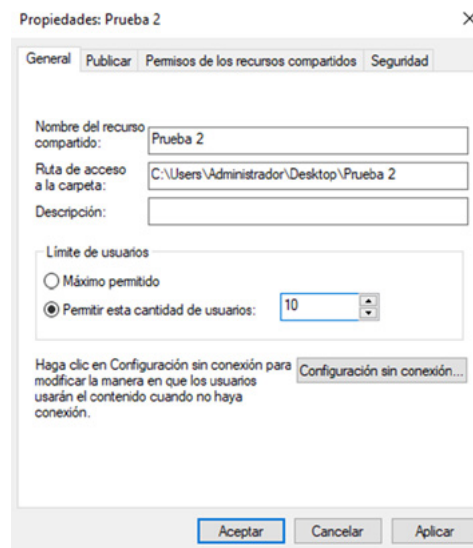 Propiedades: Prueba 2
General Publicar Permisos de los recursos compartidos Seguridad
Nombre del recurso
compartido:
Prueba 2
Ruta de acceso
a la carpeta:
C:\Users\Administrador\Desktop\Prueba 2
Descripción:
Límite de usuarios
Máximo permitido
Permitir esta cantidad de usuarios: 10
Haga clic en Configuración sin conexión para
modificar la manera en que los usuarios
usarán el contenido cuando no haya
conexión.
Configuración sin conexión...
Aceptar Cancelar Aplicar